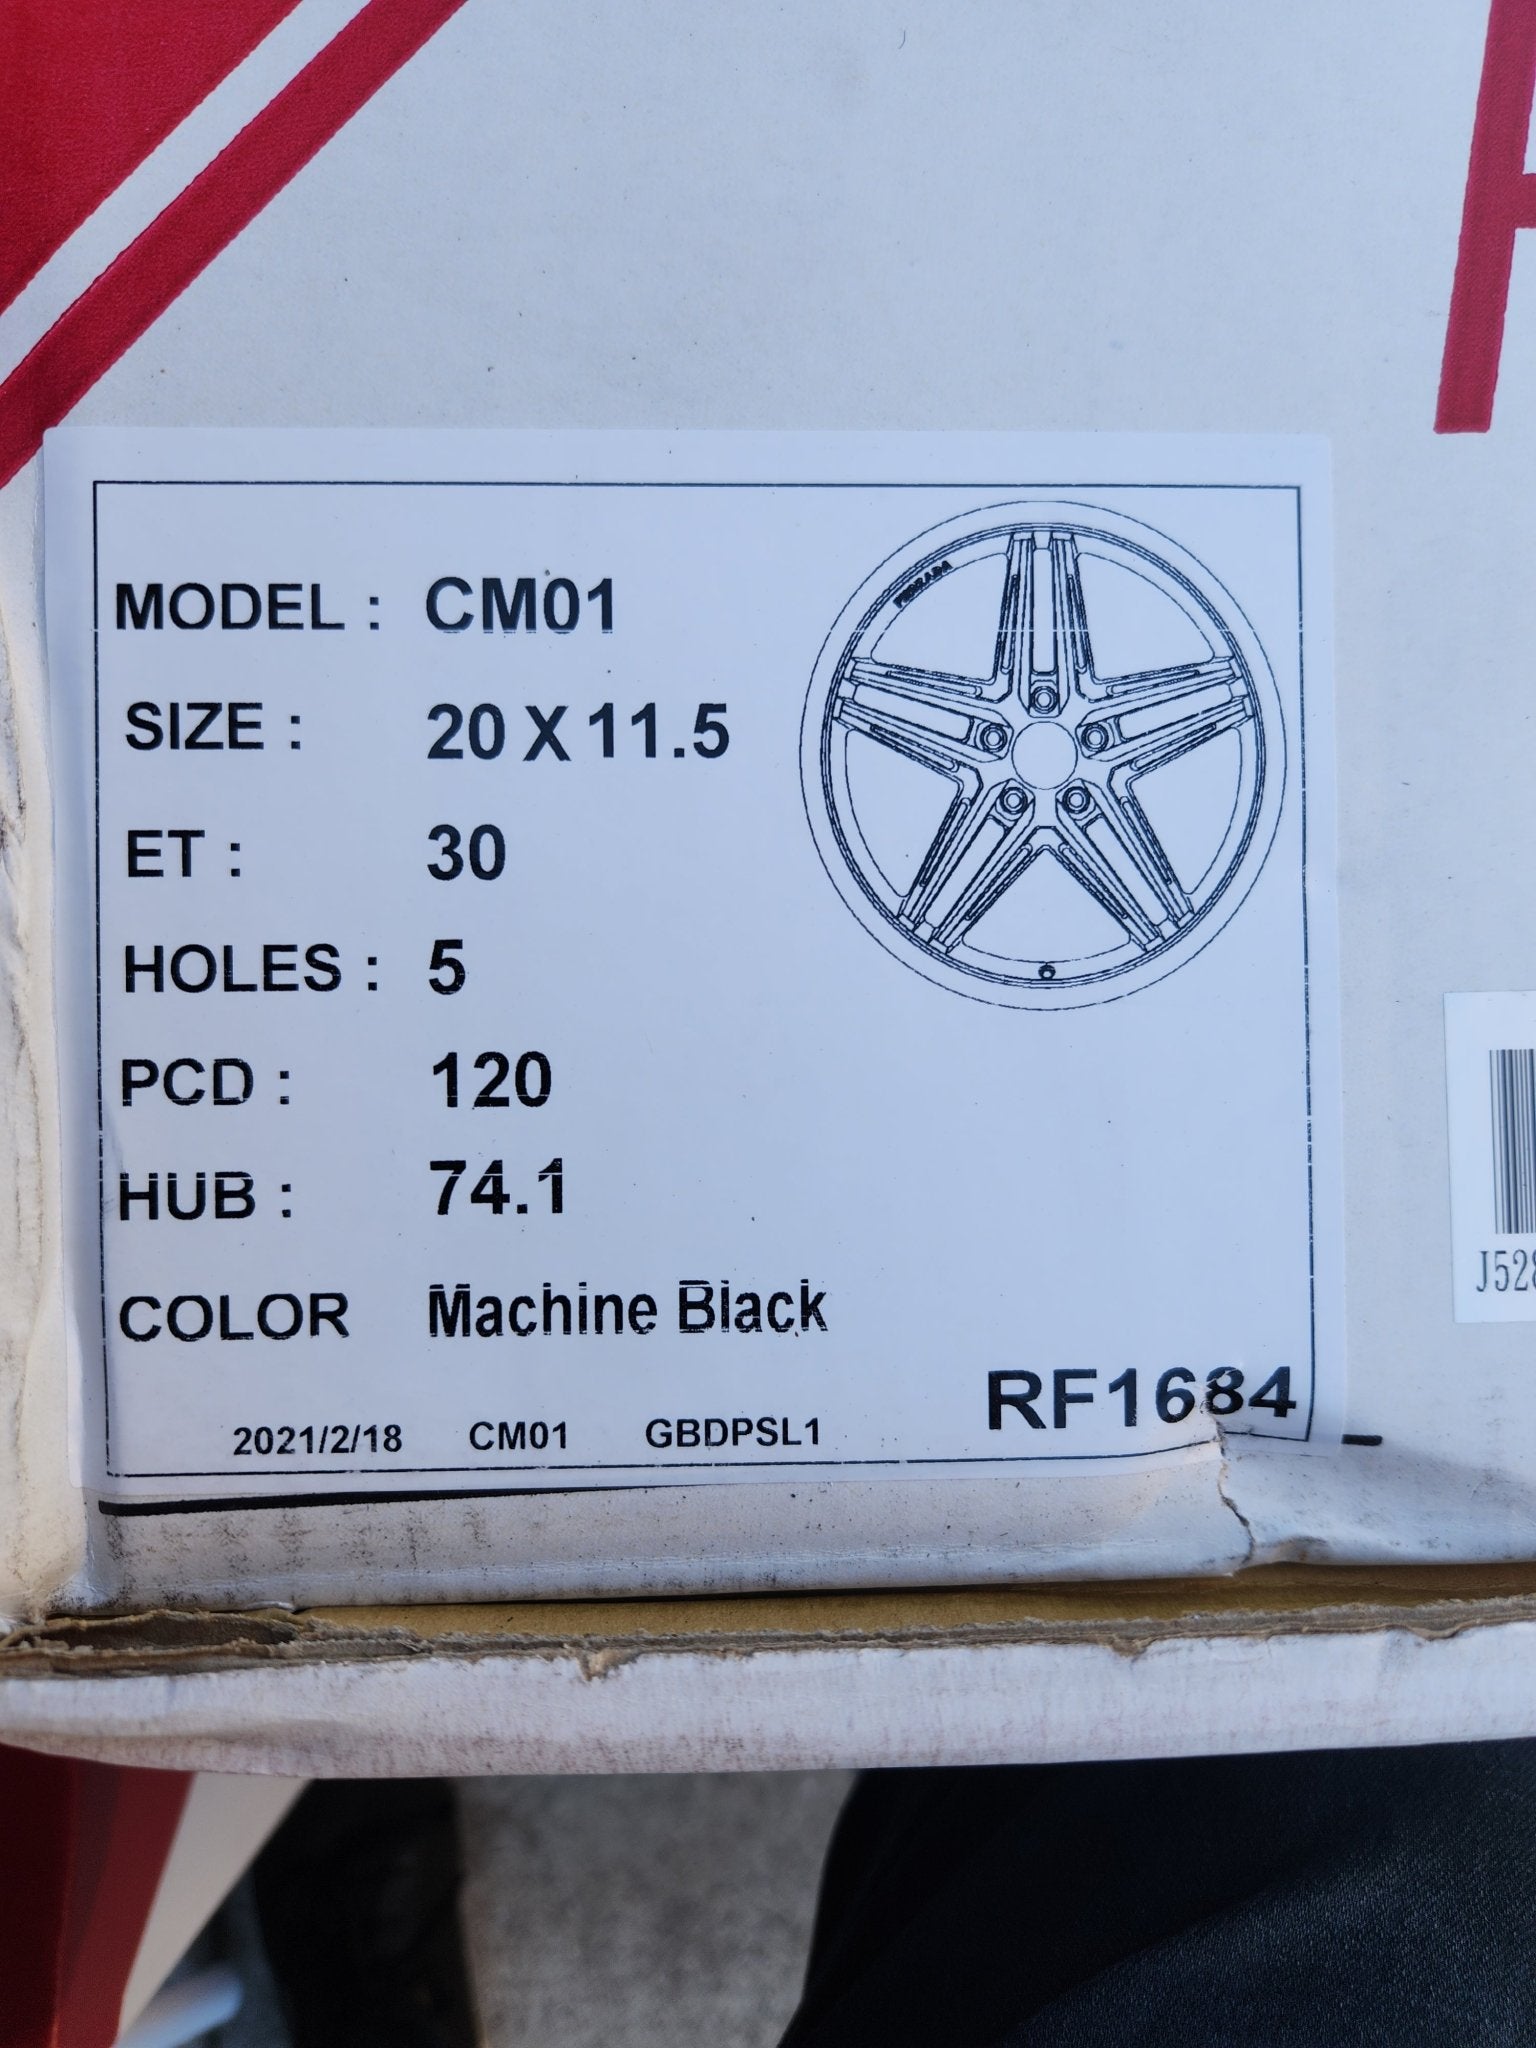 MODEL : CM01
SIZE : 20 X 11.5
ET : 30
HOLES : 5
PCD : 120
HUB : 74.1
COLOR Machine Black
RF1684
2021/2/18 CM01 GBDPSL1
J528